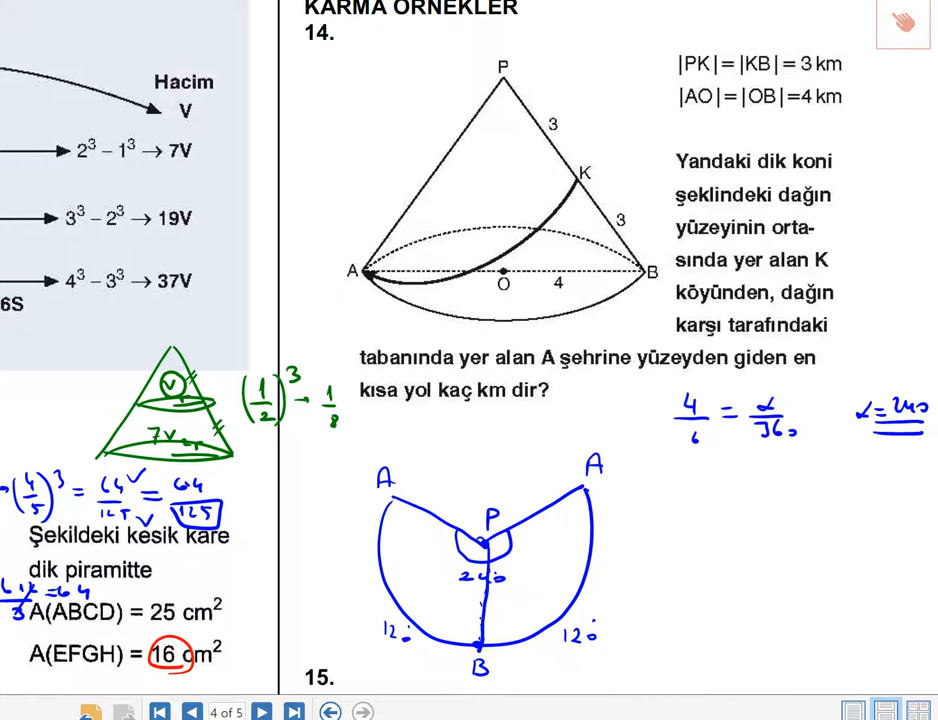 KARMA ÖRNEKLER
14.
Hacim
V
2³ – 1³ → 7V
3³ – 2³ → 19V
4³ – 3³ → 37V
6S
P
3
K
3
A
O
4
B
|PK| = |KB| = 3 km
|AO| = |OB| = 4 km
Yandaki dik koni
şeklindeki dağın
yüzeyinin orta-
sında yer alan K
köyünden, dağın
karşı tarafındaki
tabanında yer alan A şehrine yüzeyden giden en
kısa yol kaç km dir?
4/6 = α/360
α = 240
V
7V
(1/2)³ → 1/8
(4/5)³ = 64V/125V = 64/125
Şekildeki kesik kare
dik piramitte
= 64
A(ABCD) = 25 cm²
A(EFGH) = 16 cm²
A
A
P
240
120
120
B
15.
4 of 5